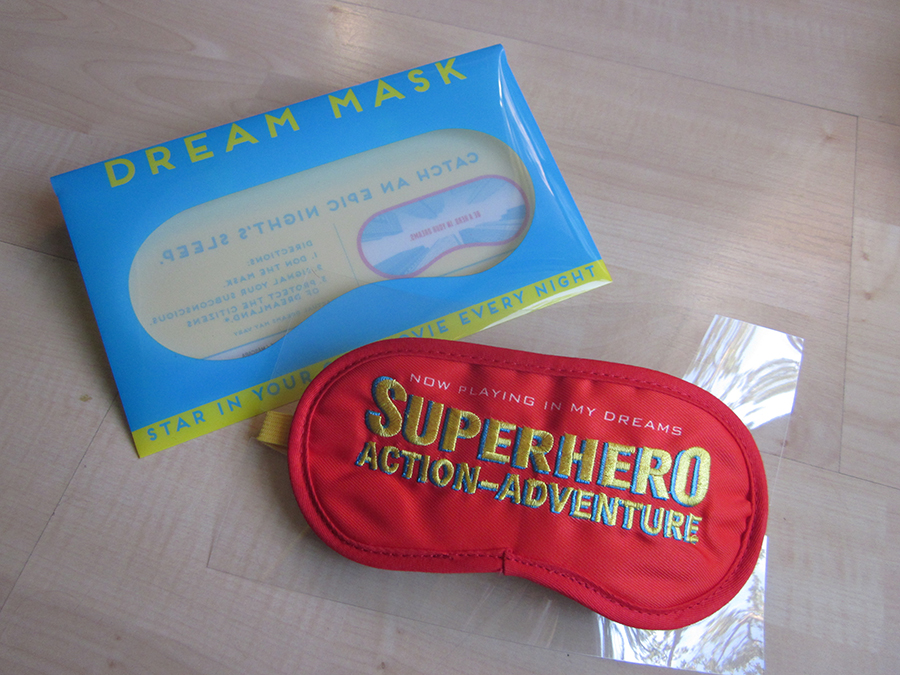 DREAM MASK
CATCH AN EPIC NIGHT'S SLEEP.
DIRECTIONS:
1. DON THE MASK.
2. SIGNAL YOUR SUBCONSCIOUS.
3. PROTECT THE CITIZENS
OF DREAMLAND.*
STAR IN YOUR OVIE EVERY NIGHT
NOW PLAYING IN MY DREAMS
SUPERHERO
ACTION-ADVENTURE